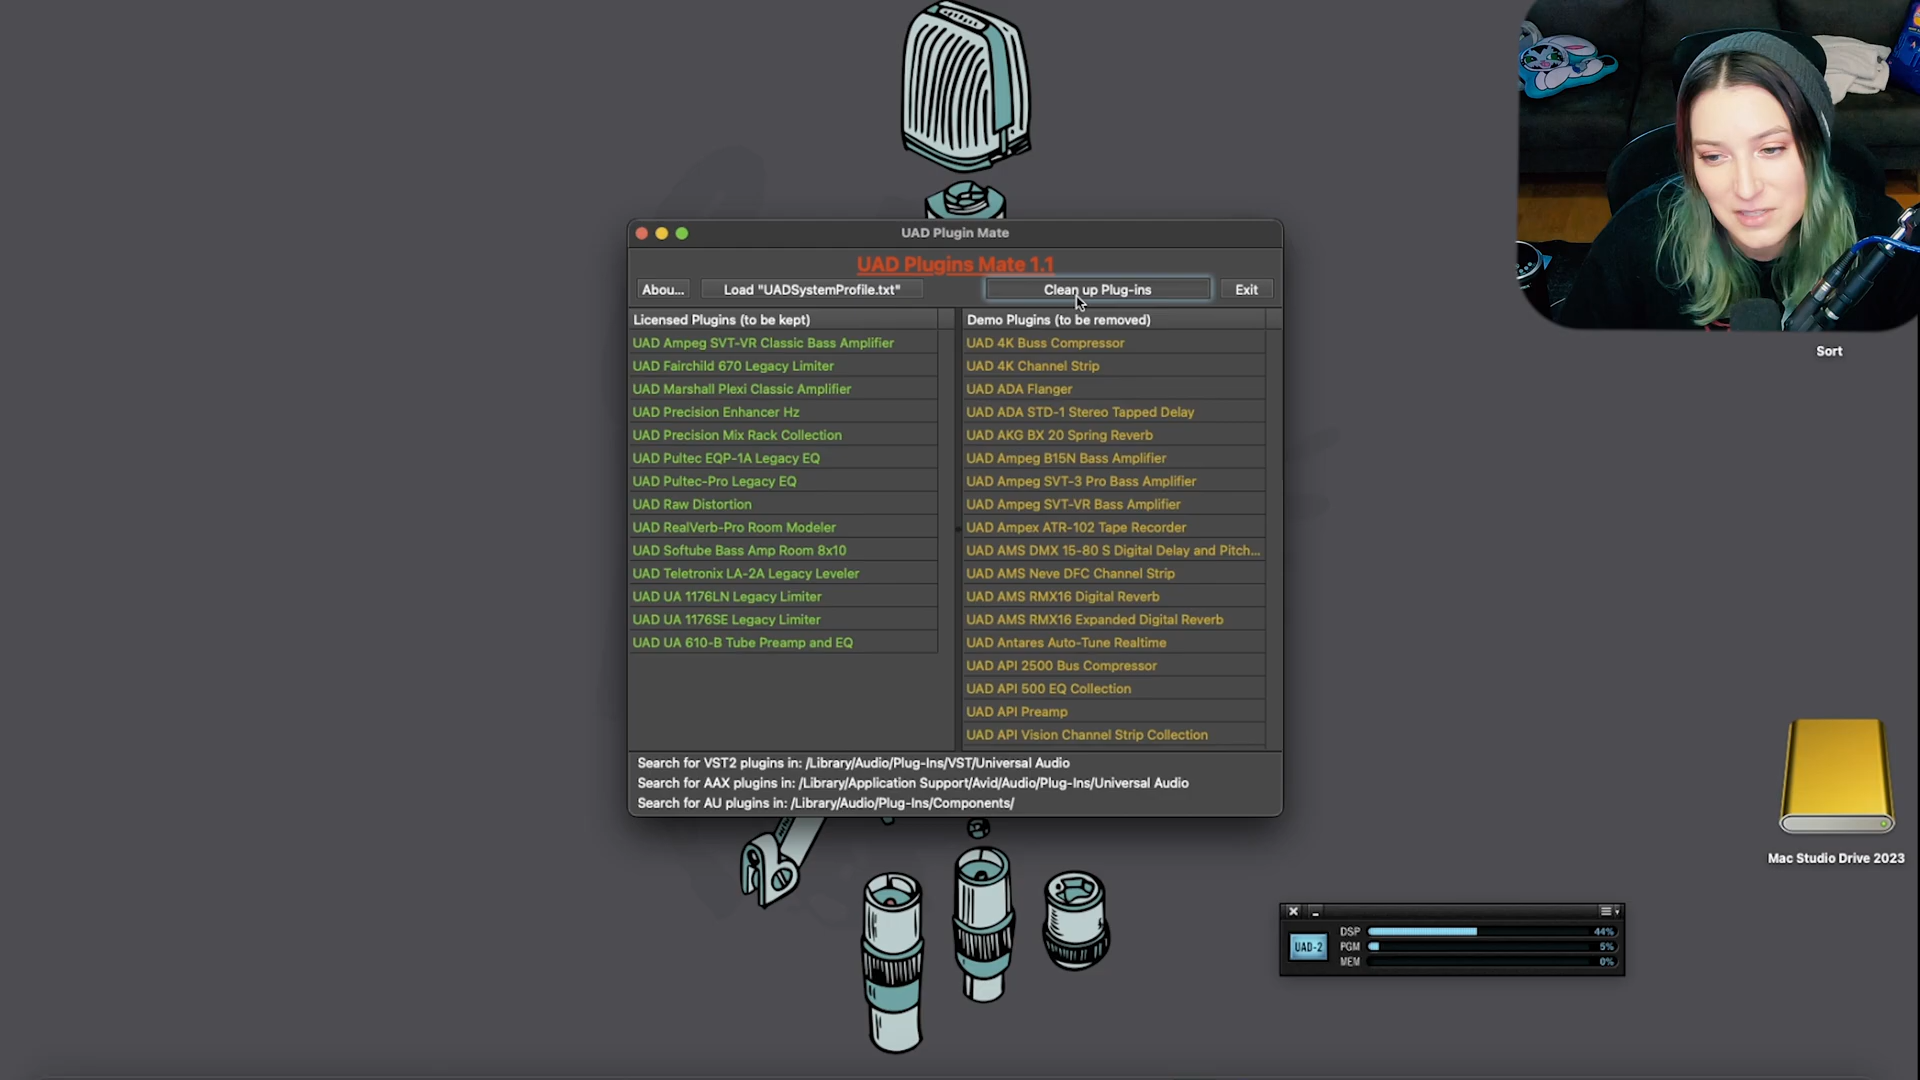 UAD Plugin Mate
UAD Plugins Mate 1.1
Abou...
Load "UADSystemProfile.txt"
Clean up Plug-ins
Exit
Licensed Plugins (to be kept)
UAD Ampeg SVT-VR Classic Bass Amplifier
UAD Fairchild 670 Legacy Limiter
UAD Marshall Plexi Classic Amplifier
UAD Precision Enhancer Hz
UAD Precision Mix Rack Collection
UAD Pultec EQP-1A Legacy EQ
UAD Pultec-Pro Legacy EQ
UAD Raw Distortion
UAD RealVerb-Pro Room Modeler
UAD Softube Bass Amp Room 8x10
UAD Teletronix LA-2A Legacy Leveler
UAD UA 1176LN Legacy Limiter
UAD UA 1176SE Legacy Limiter
UAD UA 610-B Tube Preamp and EQ
Demo Plugins (to be removed)
UAD 4K Buss Compressor
UAD 4K Channel Strip
UAD ADA Flanger
UAD ADA STD-1 Stereo Tapped Delay
UAD AKG BX 20 Spring Reverb
UAD Ampeg B15N Bass Amplifier
UAD Ampeg SVT-3 Pro Bass Amplifier
UAD Ampeg SVT-VR Bass Amplifier
UAD Ampex ATR-102 Tape Recorder
UAD AMS DMX 15-80 S Digital Delay and Pitch...
UAD AMS Neve DFC Channel Strip
UAD AMS RMX16 Digital Reverb
UAD AMS RMX16 Expanded Digital Reverb
UAD Antares Auto-Tune Realtime
UAD API 2500 Bus Compressor
UAD API 500 EQ Collection
UAD API Preamp
UAD API Vision Channel Strip Collection
Search for VST2 plugins in: /Library/Audio/Plug-Ins/VST/Universal Audio
Search for AAX plugins in: /Library/Application Support/Avid/Audio/Plug-Ins/Universal Audio
Search for AU plugins in: /Library/Audio/Plug-Ins/Components/
Sort
Mac Studio Drive 2023
UAD-2
DSP 44%
PGM 5%
MEM 0%